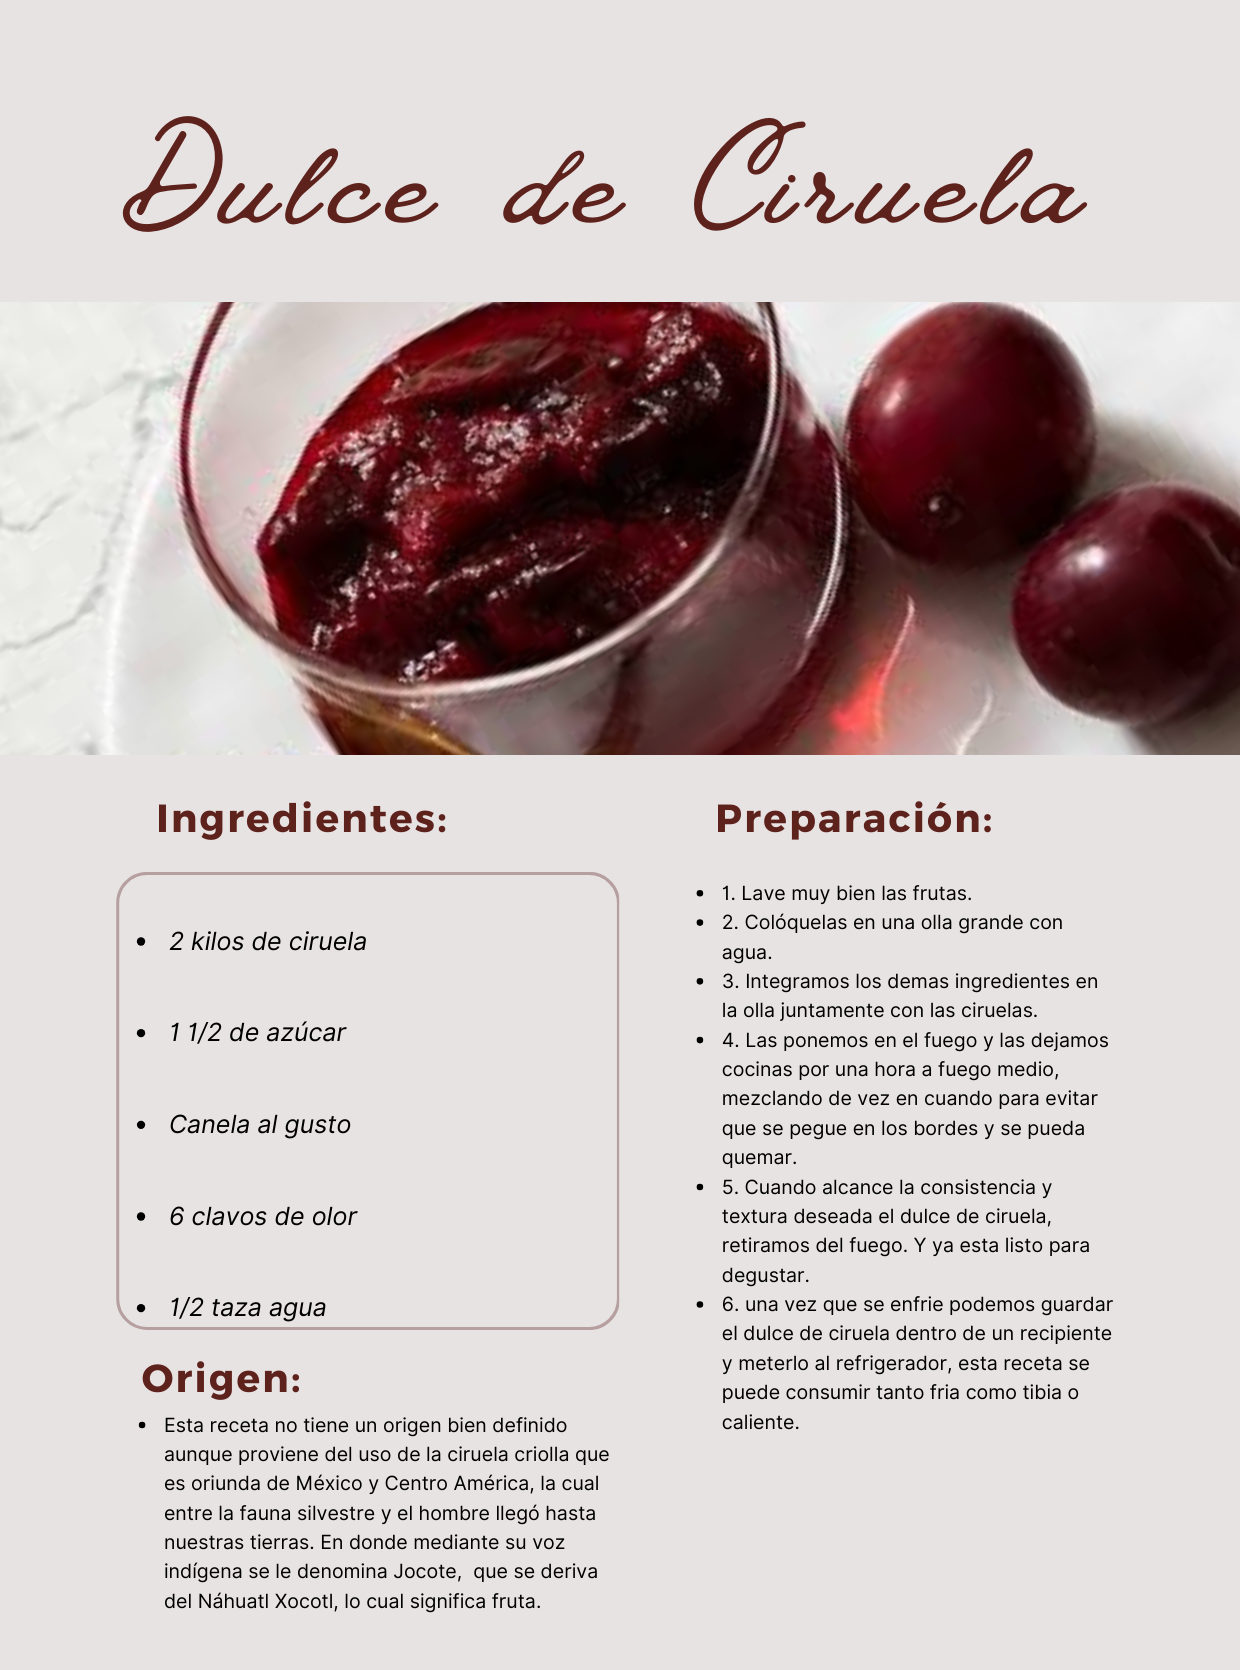 Dulce de Ciruela
Ingredientes:
• 2 kilos de ciruela
• 1 1/2 de azúcar
• Canela al gusto
• 6 clavos de olor
• 1/2 taza agua
Origen:
• Esta receta no tiene un origen bien definido
aunque proviene del uso de la ciruela criolla que
es oriunda de México y Centro América, la cual
entre la fauna silvestre y el hombre llegó hasta
nuestras tierras. En donde mediante su voz
indígena se le denomina Jocote,  que se deriva
del Náhuatl Xocotl, lo cual significa fruta.
Preparación:
• 1. Lave muy bien las frutas.
• 2. Colóquelas en una olla grande con
agua.
• 3. Integramos los demas ingredientes en
la olla juntamente con las ciruelas.
• 4. Las ponemos en el fuego y las dejamos
cocinas por una hora a fuego medio,
mezclando de vez en cuando para evitar
que se pegue en los bordes y se pueda
quemar.
• 5. Cuando alcance la consistencia y
textura deseada el dulce de ciruela,
retiramos del fuego. Y ya esta listo para
degustar.
• 6. una vez que se enfrie podemos guardar
el dulce de ciruela dentro de un recipiente
y meterlo al refrigerador, esta receta se
puede consumir tanto fria como tibia o
caliente.